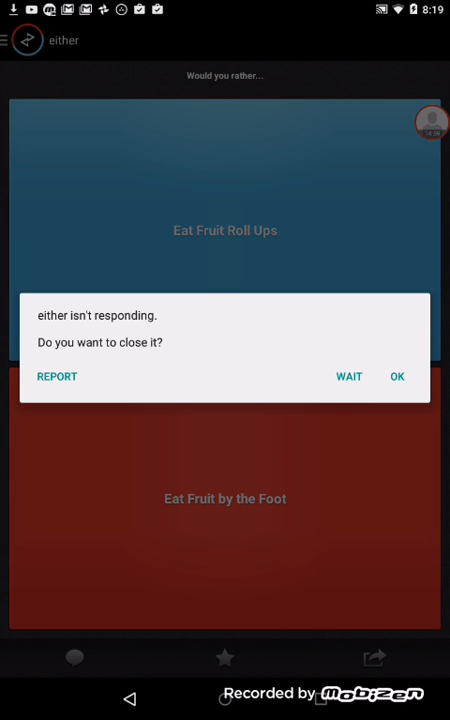 8:19
either
Would you rather...
Eat Fruit Roll Ups
either isn't responding.
Do you want to close it?
REPORT WAIT OK
Eat Fruit by the Foot
Recorded by Mobizen